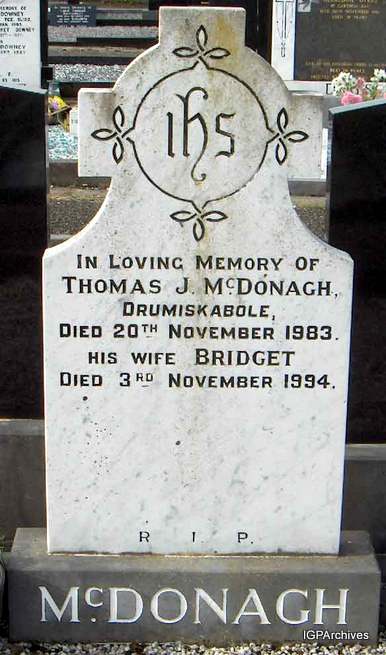 IHS
IN LOVING MEMORY OF
THOMAS J. McDONAGH,
DRUMISKABOLE,
DIED 20TH NOVEMBER 1983.
HIS WIFE BRIDGET
DIED 3RD NOVEMBER 1994.
R I P.
McDONAGH
IGPArchives
DOWNEY